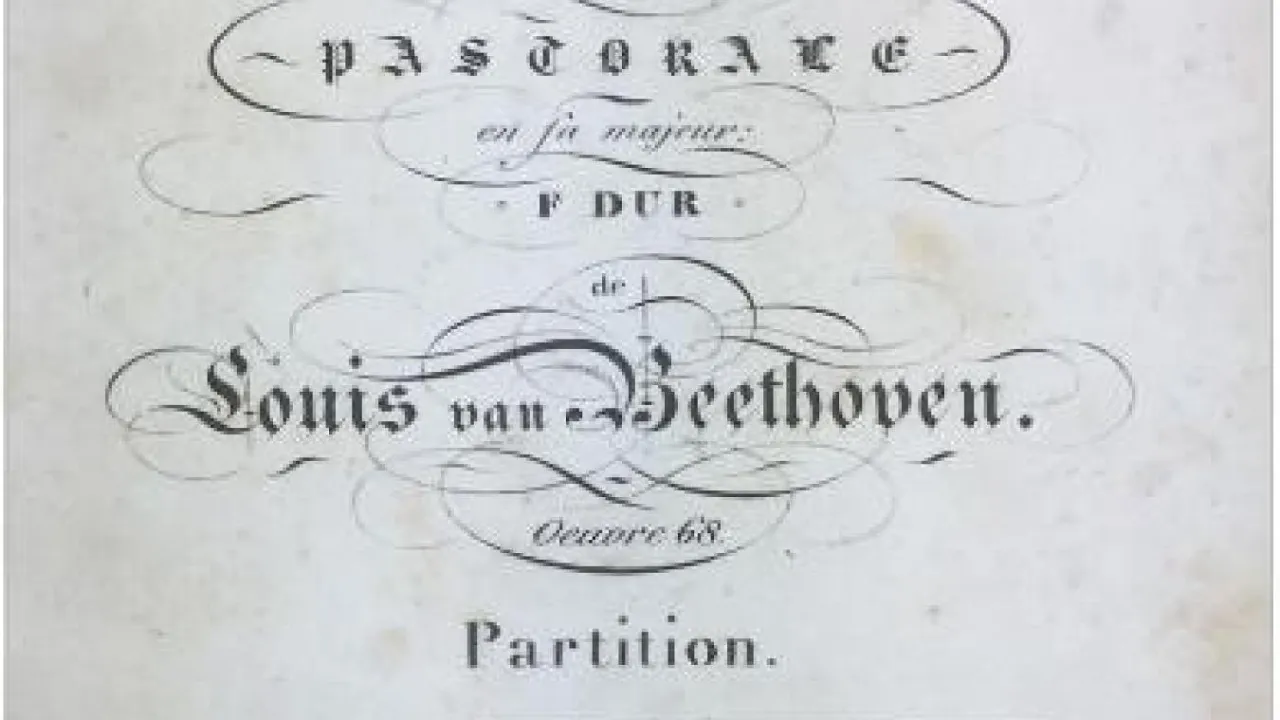 PASTORALE
en fa majeur:
F DUR
de
Louis van Beethoven.
Oeuvre 68.
Partition.